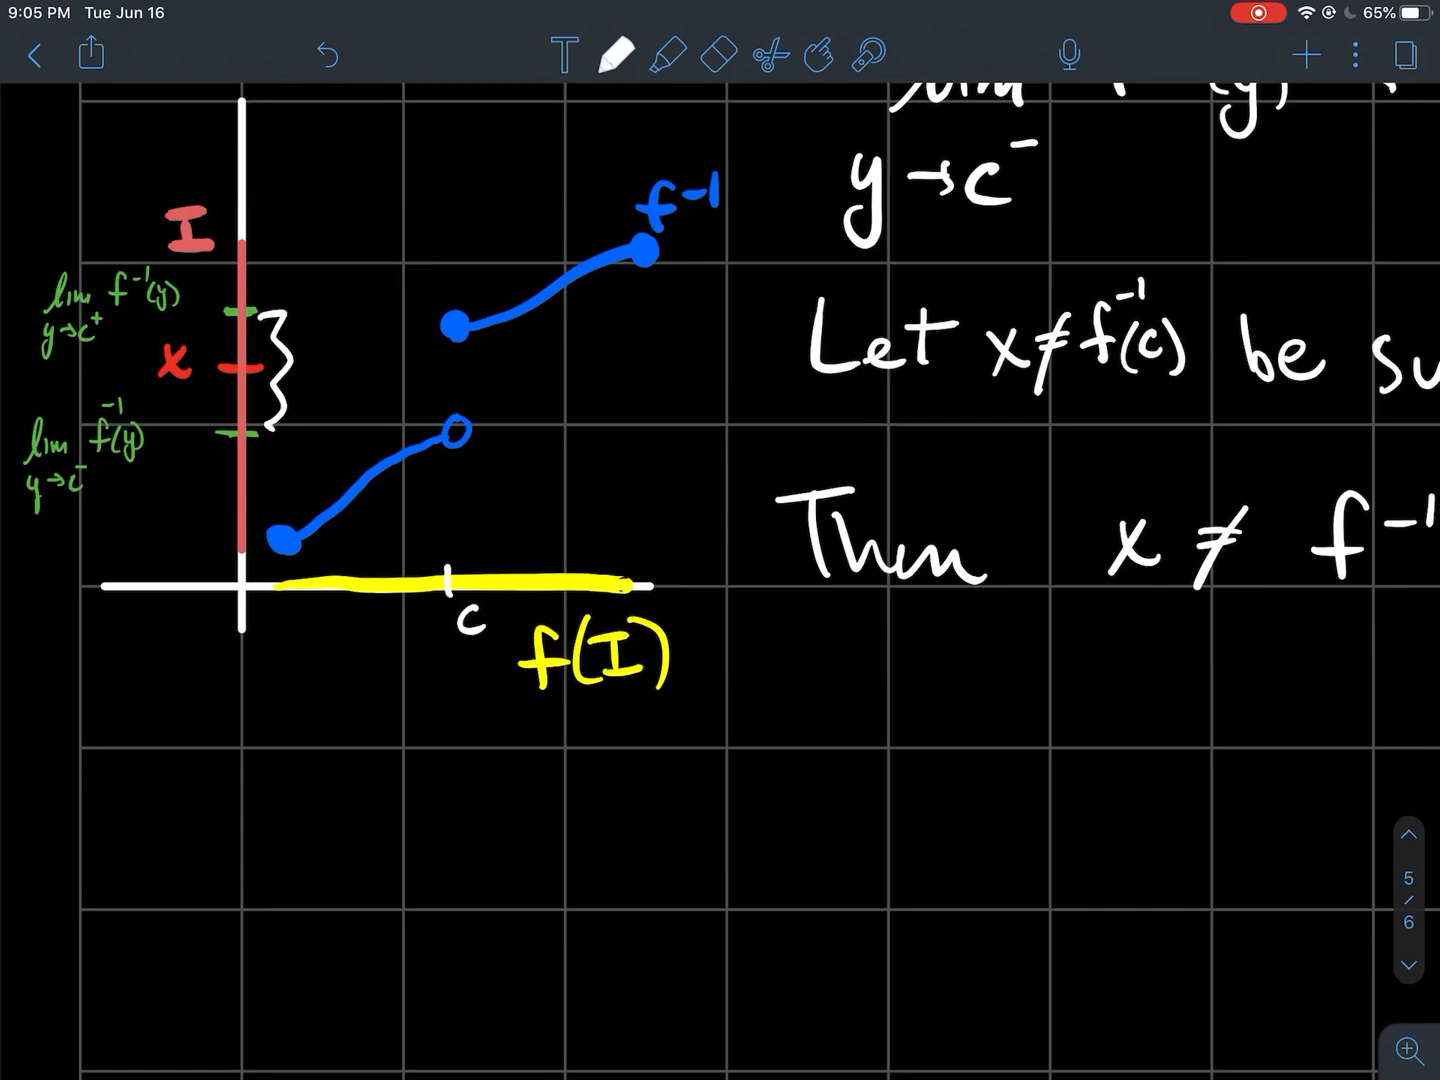 9:05 PM Tue Jun 16
65%
T
y→c⁻
f⁻¹
I
lim f⁻¹(y)
y→c⁺
x
lim f⁻¹(y)
y→c⁻
c
f(I)
Let x≠f⁻¹(c) be
Then x ≠ f⁻¹
5
/
6